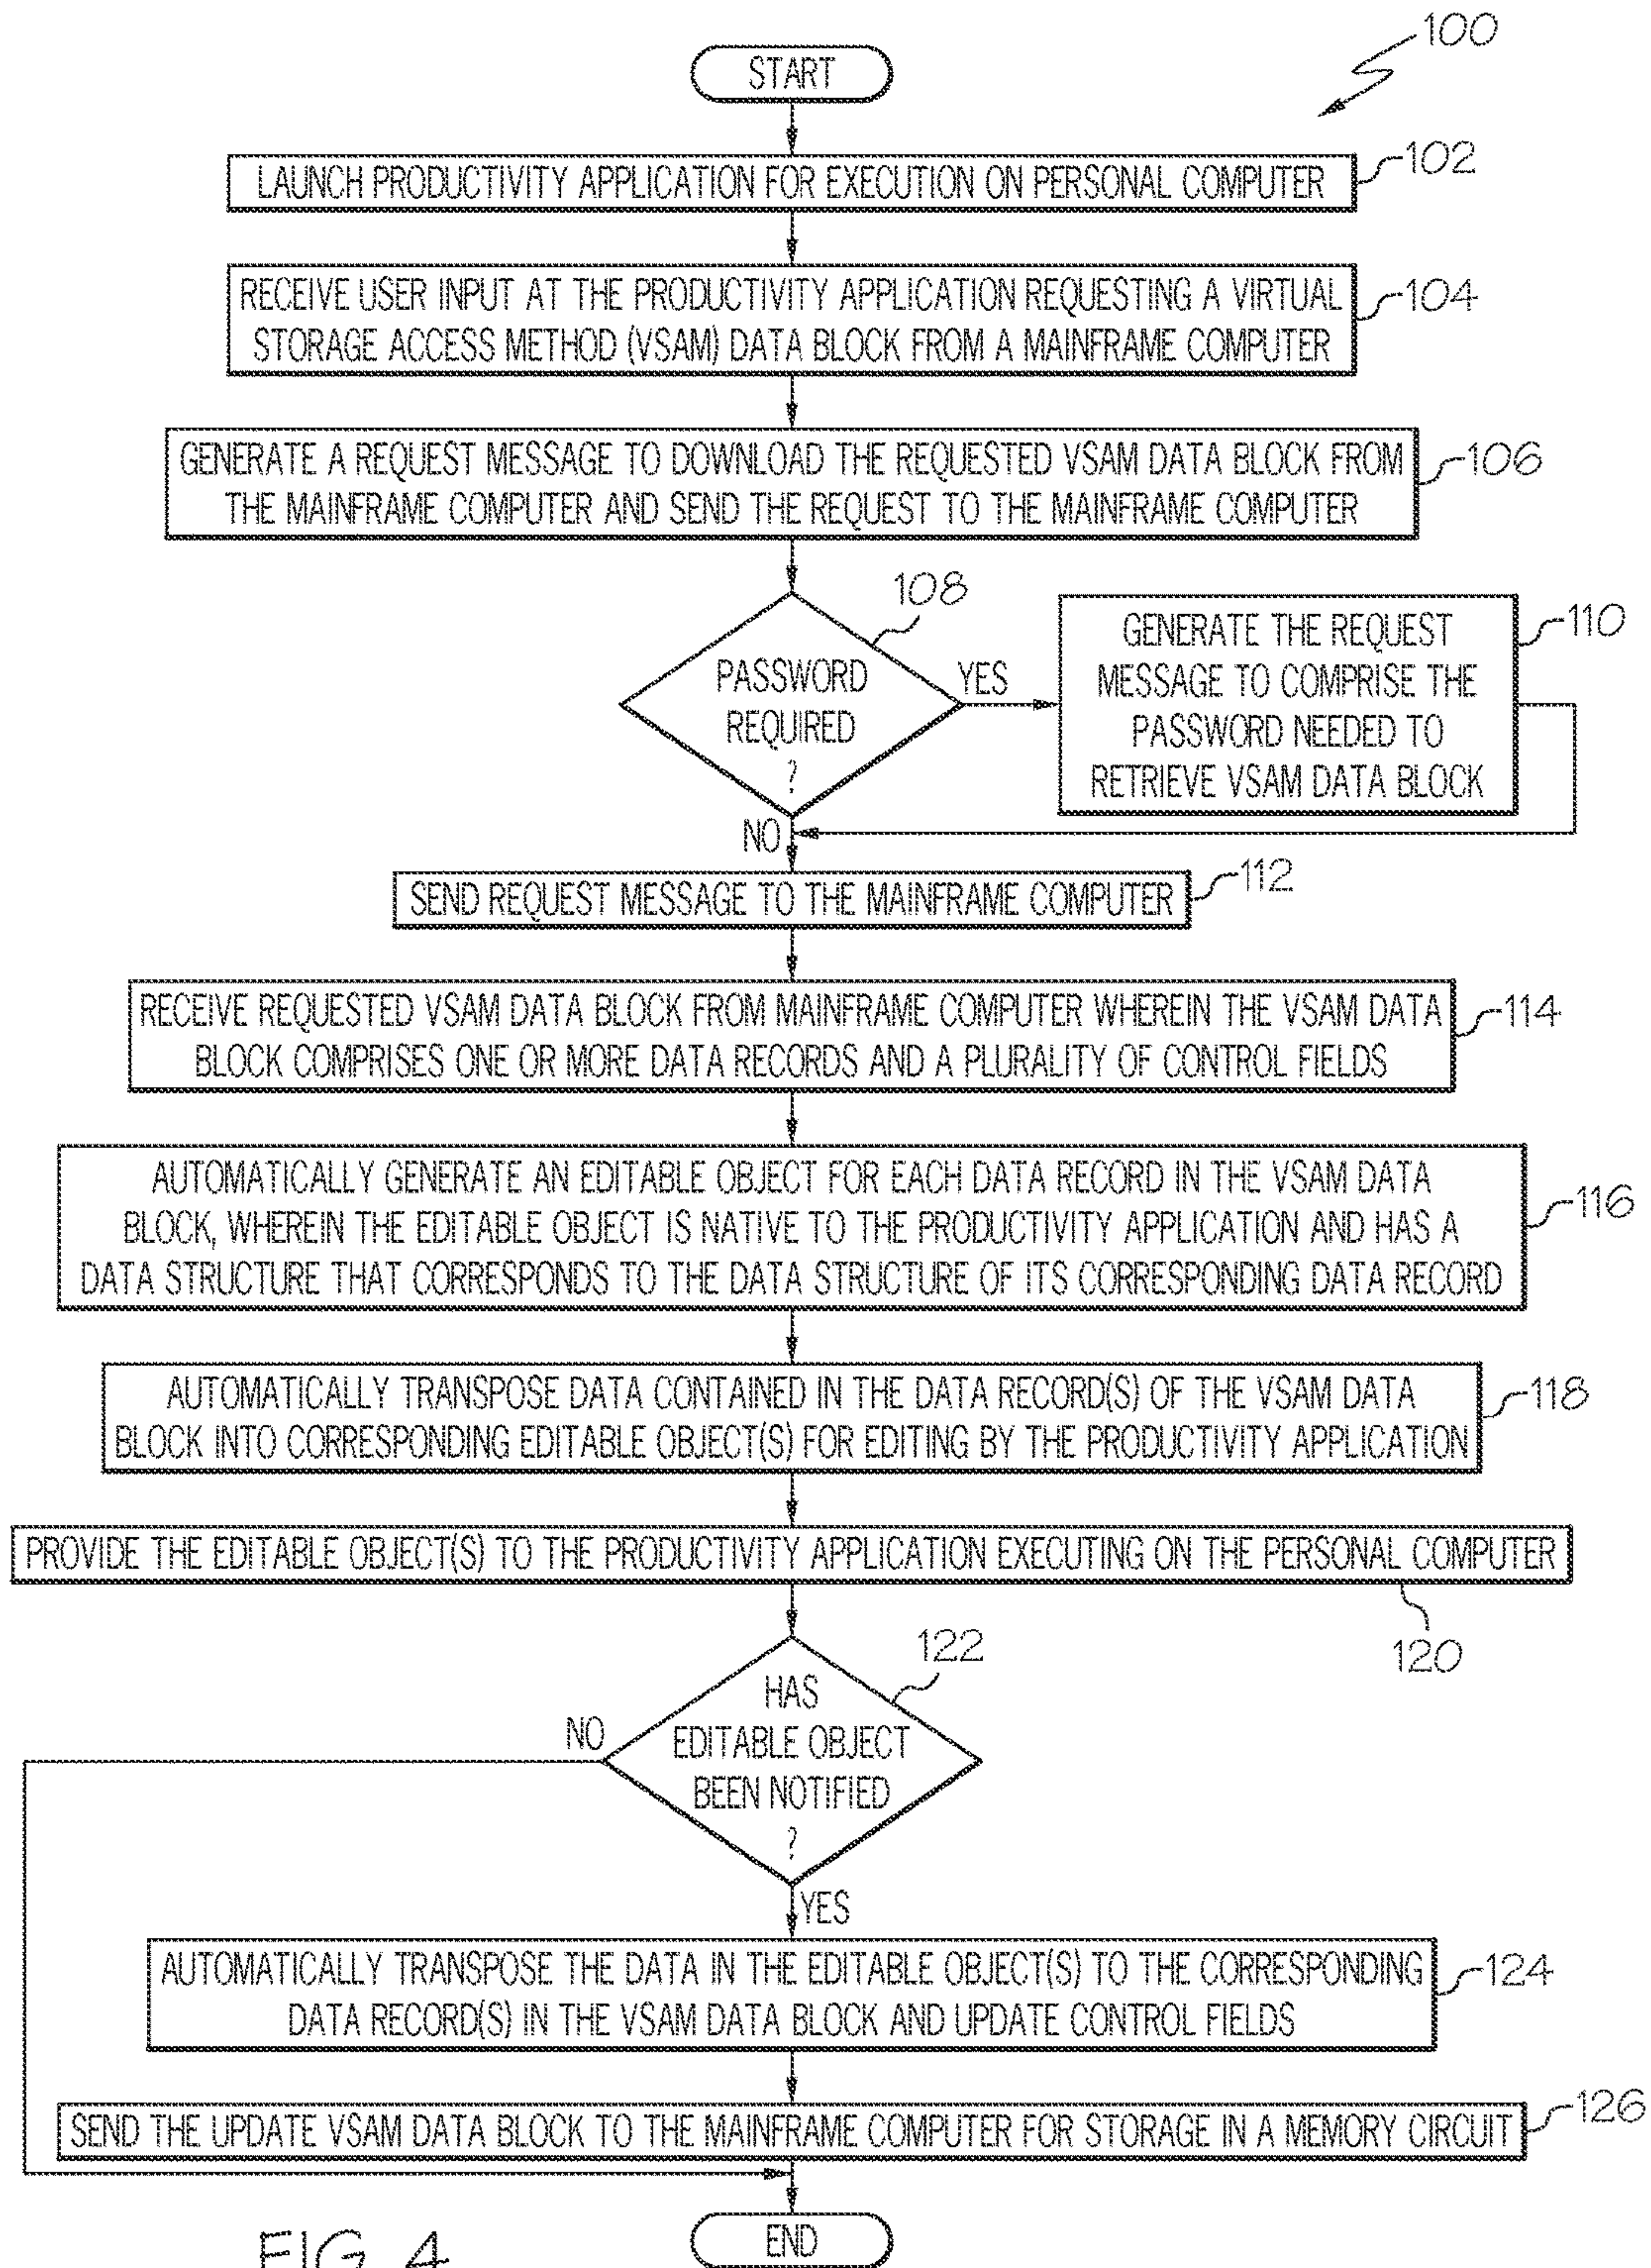 100
START
LAUNCH PRODUCTIVITY APPLICATION FOR EXECUTION ON PERSONAL COMPUTER
102
RECEIVE USER INPUT AT THE PRODUCTIVITY APPLICATION REQUESTING A VIRTUAL
STORAGE ACCESS METHOD (VSAM) DATA BLOCK FROM A MAINFRAME COMPUTER
104
GENERATE A REQUEST MESSAGE TO DOWNLOAD THE REQUESTED VSAM DATA BLOCK FROM
THE MAINFRAME COMPUTER AND SEND THE REQUEST TO THE MAINFRAME COMPUTER
106
108
PASSWORD
REQUIRED
?
YES
GENERATE THE REQUEST
MESSAGE TO COMPRISE THE
PASSWORD NEEDED TO
RETRIEVE VSAM DATA BLOCK
110
NO
SEND REQUEST MESSAGE TO THE MAINFRAME COMPUTER
112
RECEIVE REQUESTED VSAM DATA BLOCK FROM MAINFRAME COMPUTER WHEREIN THE VSAM DATA
BLOCK COMPRISES ONE OR MORE DATA RECORDS AND A PLURALITY OF CONTROL FIELDS
114
AUTOMATICALLY GENERATE AN EDITABLE OBJECT FOR EACH DATA RECORD IN THE VSAM DATA
BLOCK, WHEREIN THE EDITABLE OBJECT IS NATIVE TO THE PRODUCTIVITY APPLICATION AND HAS A
DATA STRUCTURE THAT CORRESPONDS TO THE DATA STRUCTURE OF ITS CORRESPONDING DATA RECORD
116
AUTOMATICALLY TRANSPOSE DATA CONTAINED IN THE DATA RECORD(S) OF THE VSAM DATA
BLOCK INTO CORRESPONDING EDITABLE OBJECT(S) FOR EDITING BY THE PRODUCTIVITY APPLICATION
118
PROVIDE THE EDITABLE OBJECT(S) TO THE PRODUCTIVITY APPLICATION EXECUTING ON THE PERSONAL COMPUTER
120
122
HAS
EDITABLE OBJECT
BEEN NOTIFIED
?
NO
YES
AUTOMATICALLY TRANSPOSE THE DATA IN THE EDITABLE OBJECT(S) TO THE CORRESPONDING
DATA RECORD(S) IN THE VSAM DATA BLOCK AND UPDATE CONTROL FIELDS
124
SEND THE UPDATE VSAM DATA BLOCK TO THE MAINFRAME COMPUTER FOR STORAGE IN A MEMORY CIRCUIT
126
END
FIG. 4